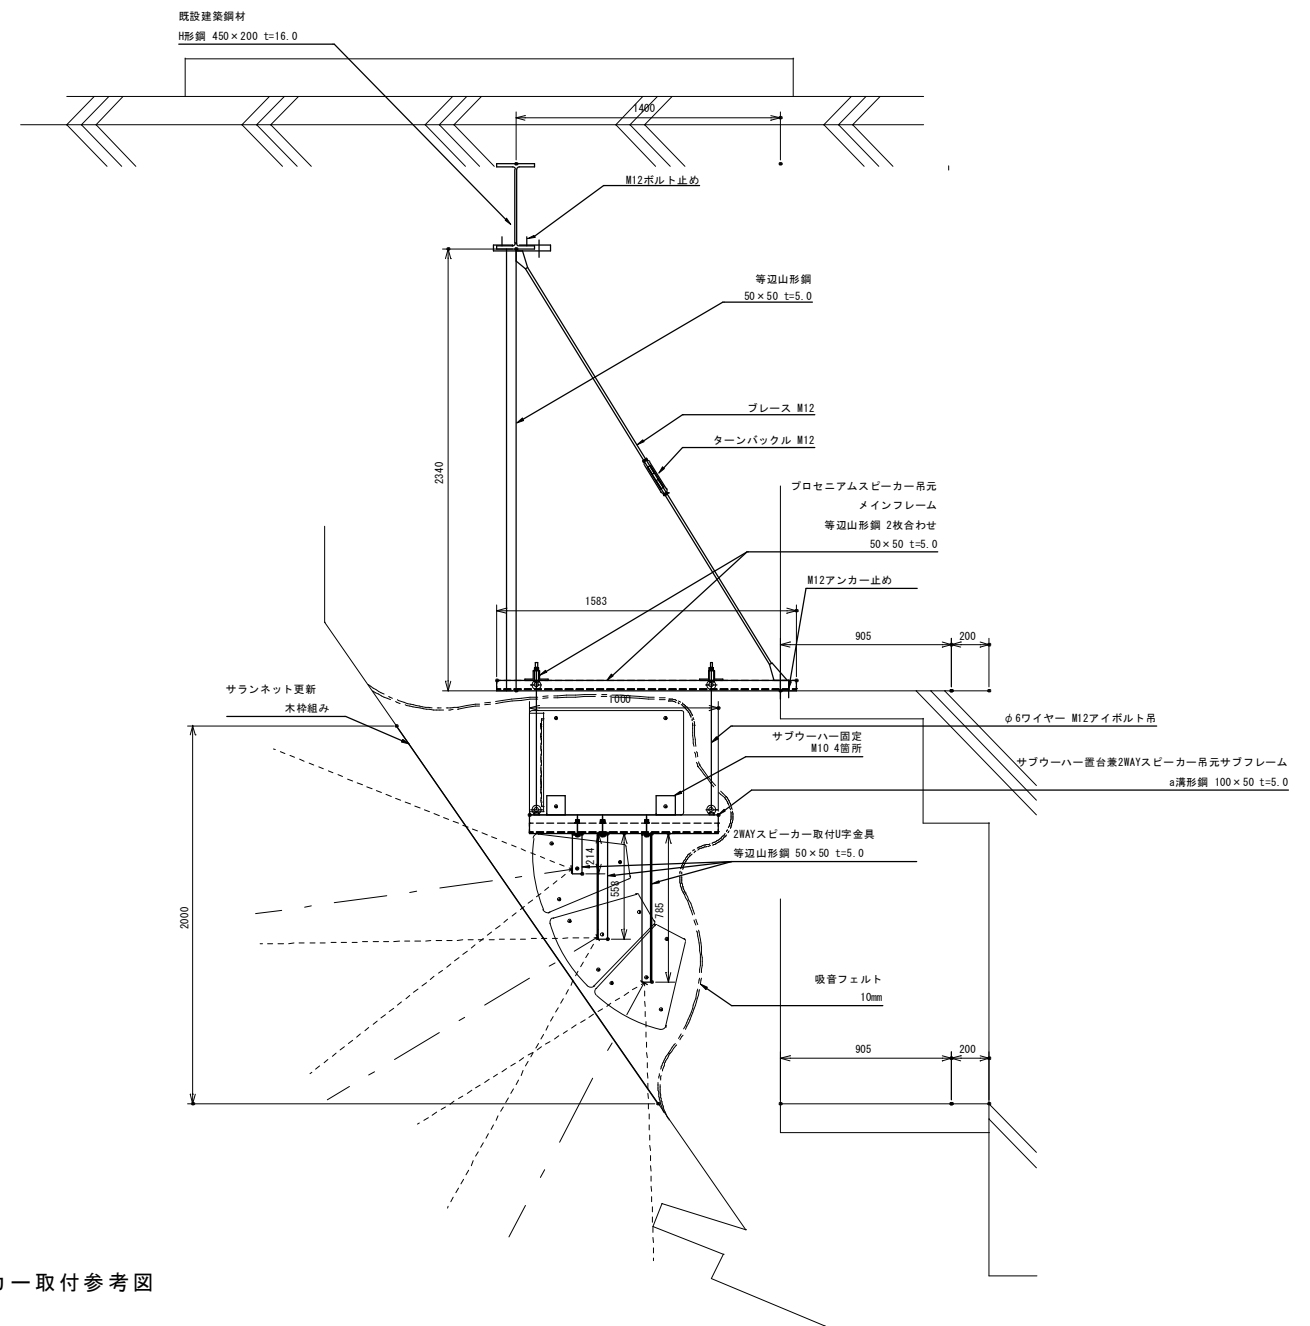 既設建築鋼材
H形鋼 450×200 t=16.0
1400
M12ボルト止め
等辺山形鋼
50×50 t=5.0
ブレース M12
ターンバックル M12
2340
プロセニアムスピーカー吊元
メインフレーム
等辺山形鋼 2枚合わせ
50×50 t=5.0
M12アンカー止め
1583
905
200
サランネット更新
木枠組み
1000
φ6ワイヤー M12アイボルト吊
サブウーハー固定
M10 4箇所
サブウーハー置台兼2WAYスピーカー吊元サブフレーム
a溝形鋼 100×50 t=5.0
2WAYスピーカー取付U字金具
等辺山形鋼 50×50 t=5.0
214
558
785
2000
吸音フェルト
10mm
905
200
カー取付参考図